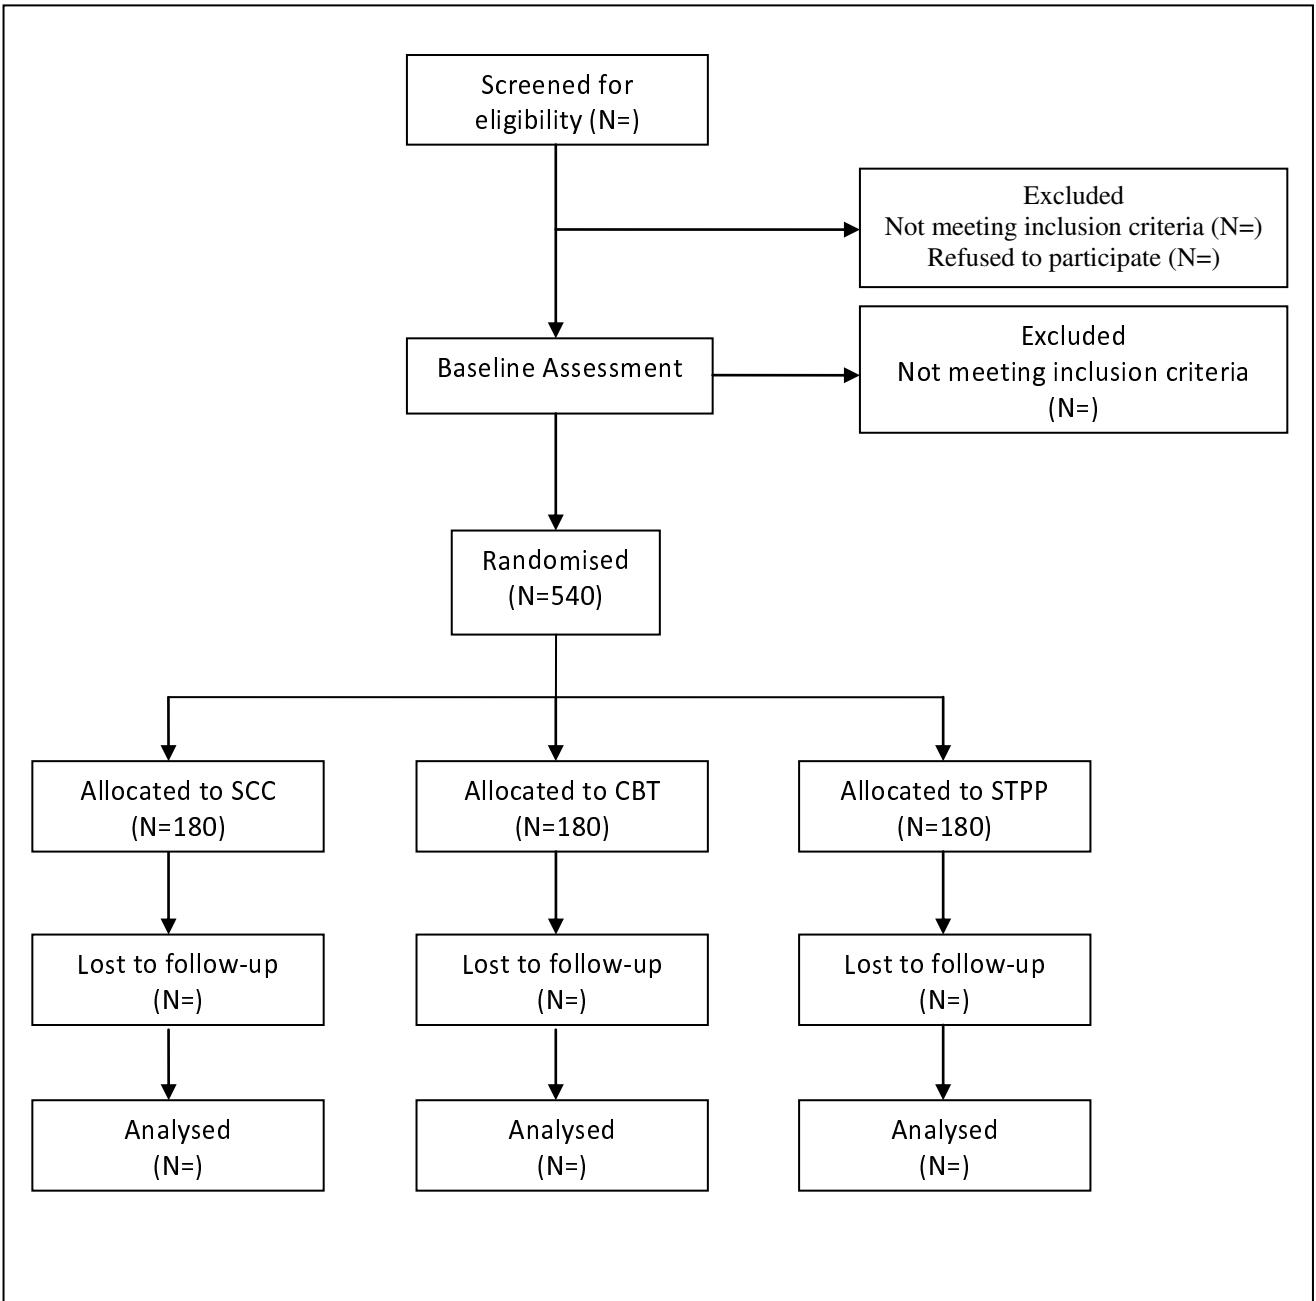 Screened for
eligibility (N=)
Excluded
Not meeting inclusion criteria (N=)
Refused to participate (N=)
Baseline Assessment
Excluded
Not meeting inclusion criteria
(N=)
Randomised
(N=540)
Allocated to SCC
(N=180)
Allocated to CBT
(N=180)
Allocated to STPP
(N=180)
Lost to follow-up
(N=)
Lost to follow-up
(N=)
Lost to follow-up
(N=)
Analysed
(N=)
Analysed
(N=)
Analysed
(N=)